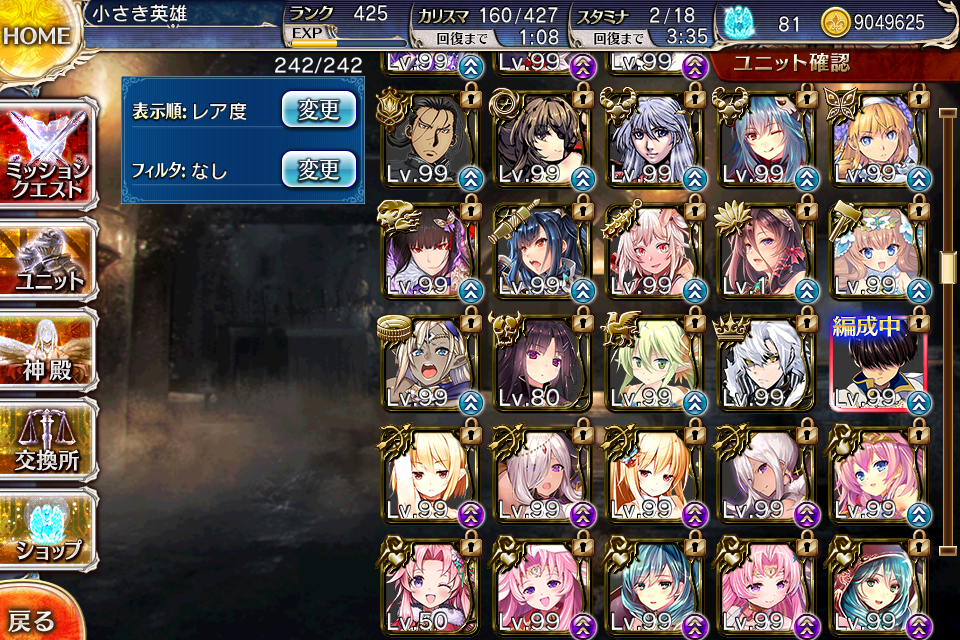 HOME
小さき英雄
ランク 425
EXP
カリスマ 160/427
回復まで 1:08
スタミナ 2/18
回復まで 3:35
81
9049625
242/242
ユニット確認
表示順: レア度
変更
フィルタ: なし
変更
ミッション
クエスト
ユニット
神殿
交換所
ショップ
戻る
Lv.99 Lv.99 Lv.99
Lv.99 Lv.99 Lv.99 Lv.99 Lv.99
Lv.99 Lv.99 Lv.99 Lv.1 Lv.99
編成中
Lv.99 Lv.80 Lv.99 Lv.99 Lv.99
Lv.99 Lv.99 Lv.99 Lv.99 Lv.99
Lv.50 Lv.99 Lv.99 Lv.99 Lv.99